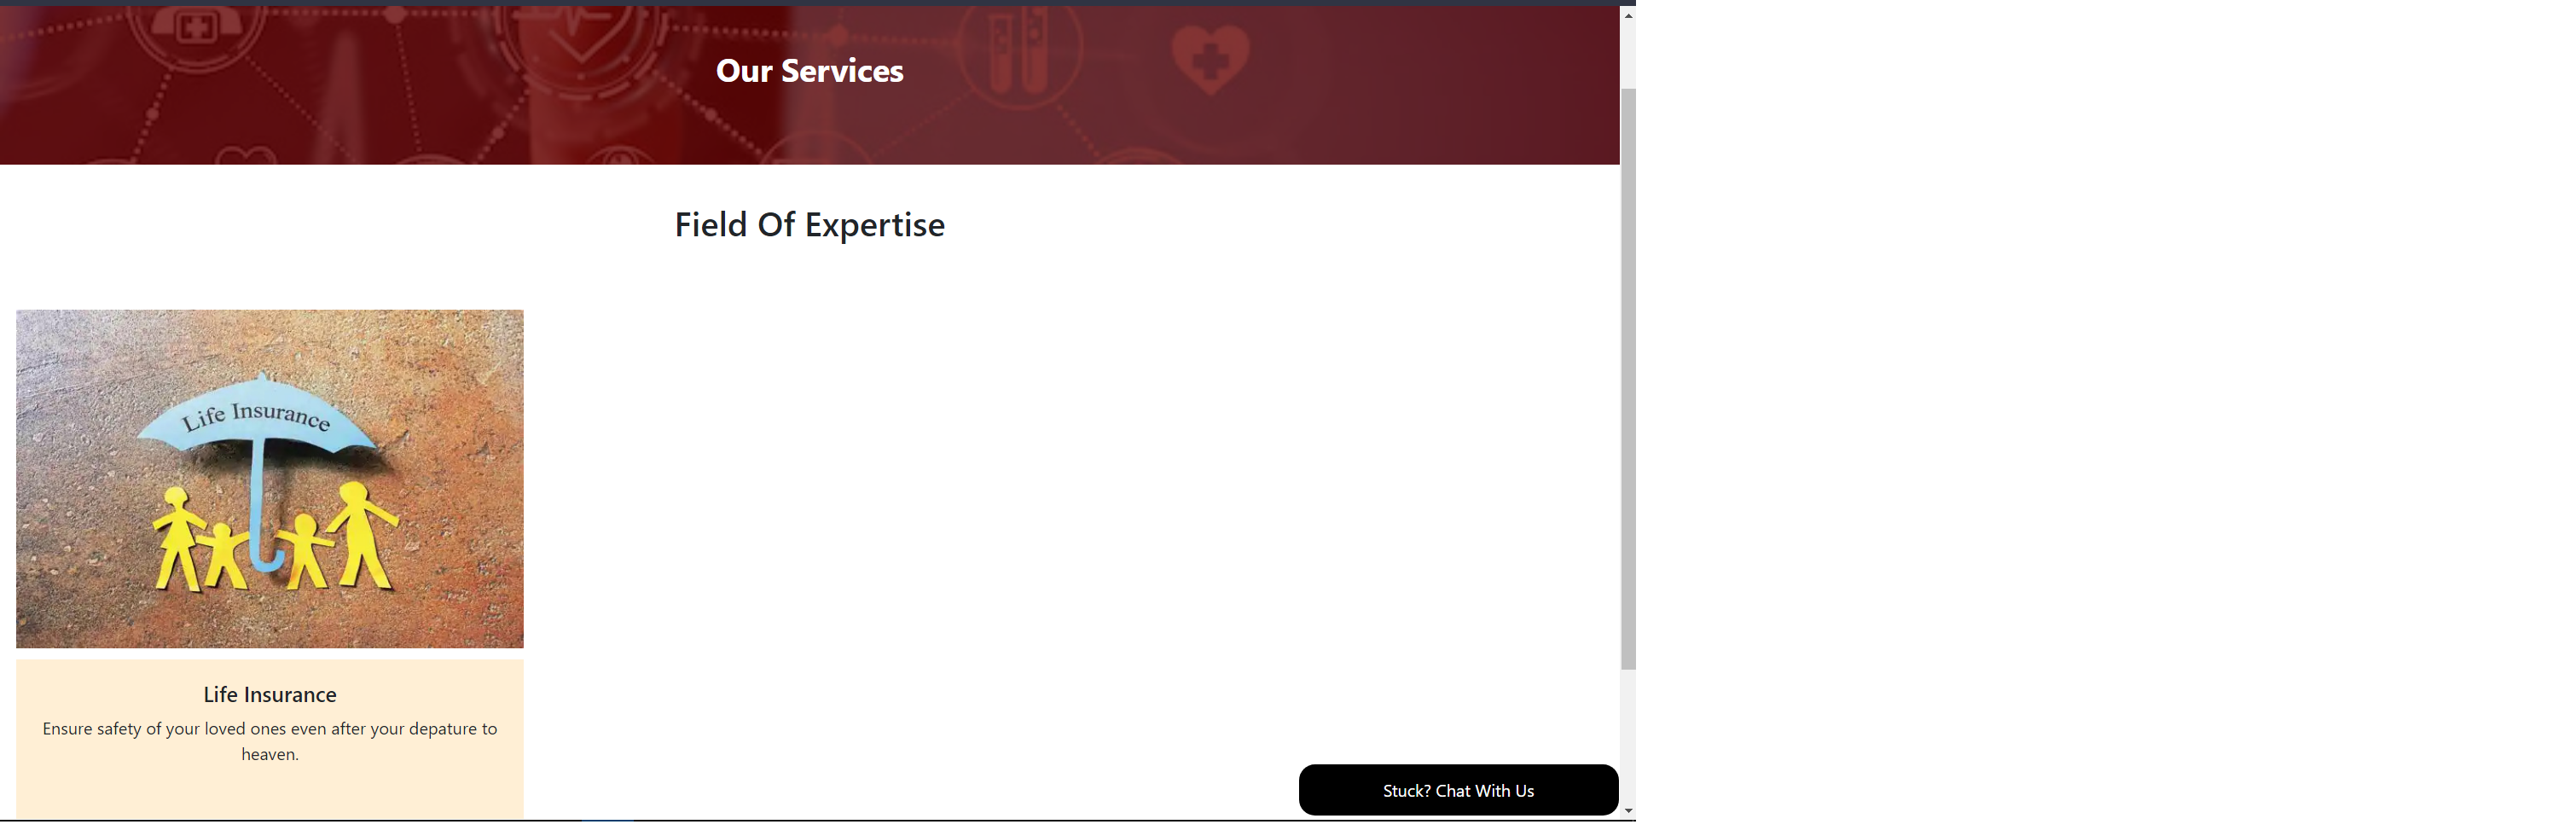 Our Services
Field Of Expertise
Life Insurance
Life Insurance
Ensure safety of your loved ones even after your depature to
heaven.
Stuck? Chat With Us